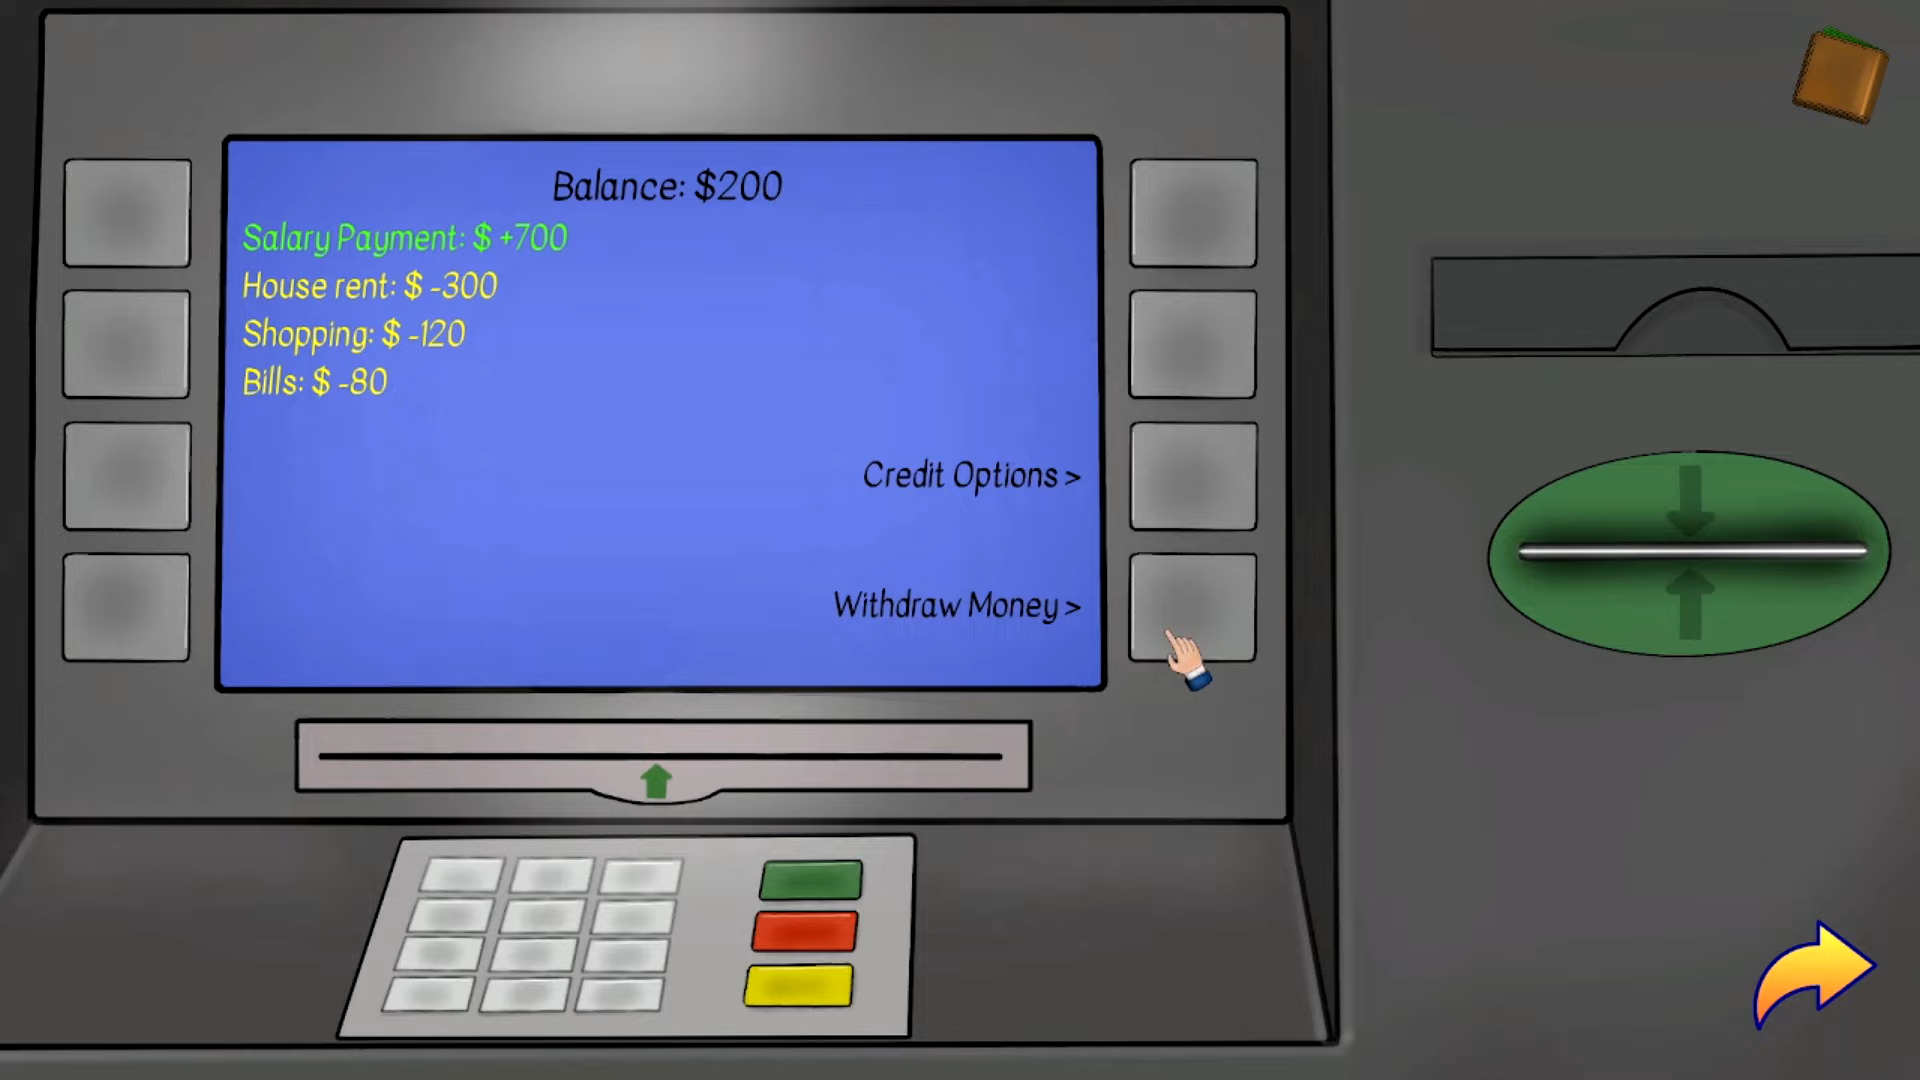 Balance: $200
Salary Payment: $ +700
House rent: $ -300
Shopping: $ -120
Bills: $ -80
Credit Options >
Withdraw Money >